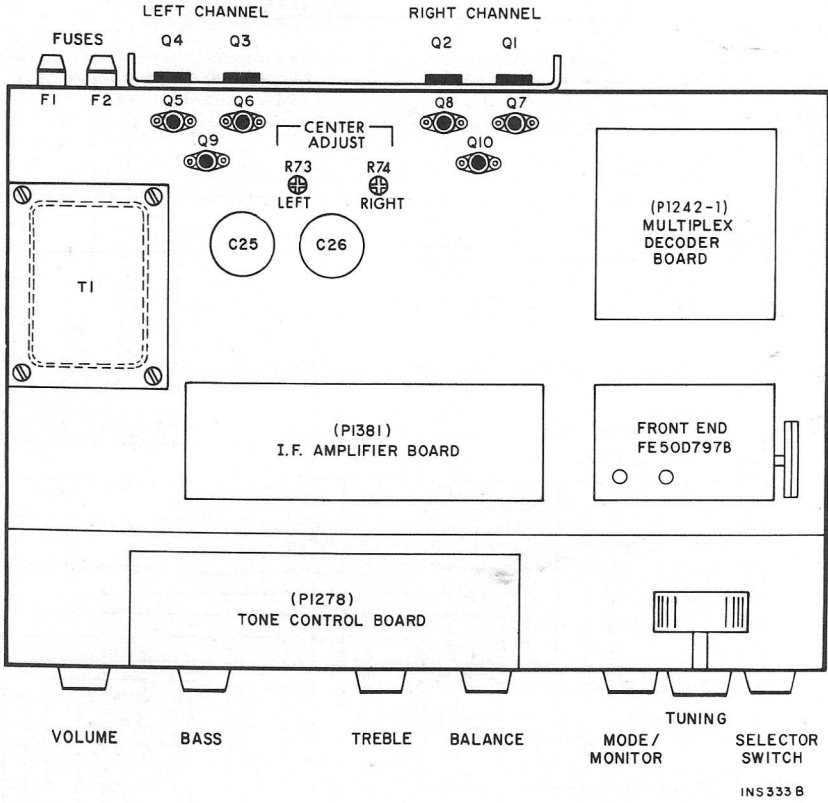 LEFT CHANNEL RIGHT CHANNEL
FUSES Q4 Q3 Q2 Q1
F1 F2 Q5 Q6 Q8 Q7
Q9 CENTER ADJUST Q10
R73 R74
LEFT RIGHT
C25 C26
(P1242-1)
MULTIPLEX
DECODER
BOARD
T1
(P1381)
I.F. AMPLIFIER BOARD
FRONT END
FE50D797B
(P1278)
TONE CONTROL BOARD
VOLUME BASS TREBLE BALANCE
MODE/
MONITOR
TUNING
SELECTOR
SWITCH
INS333B